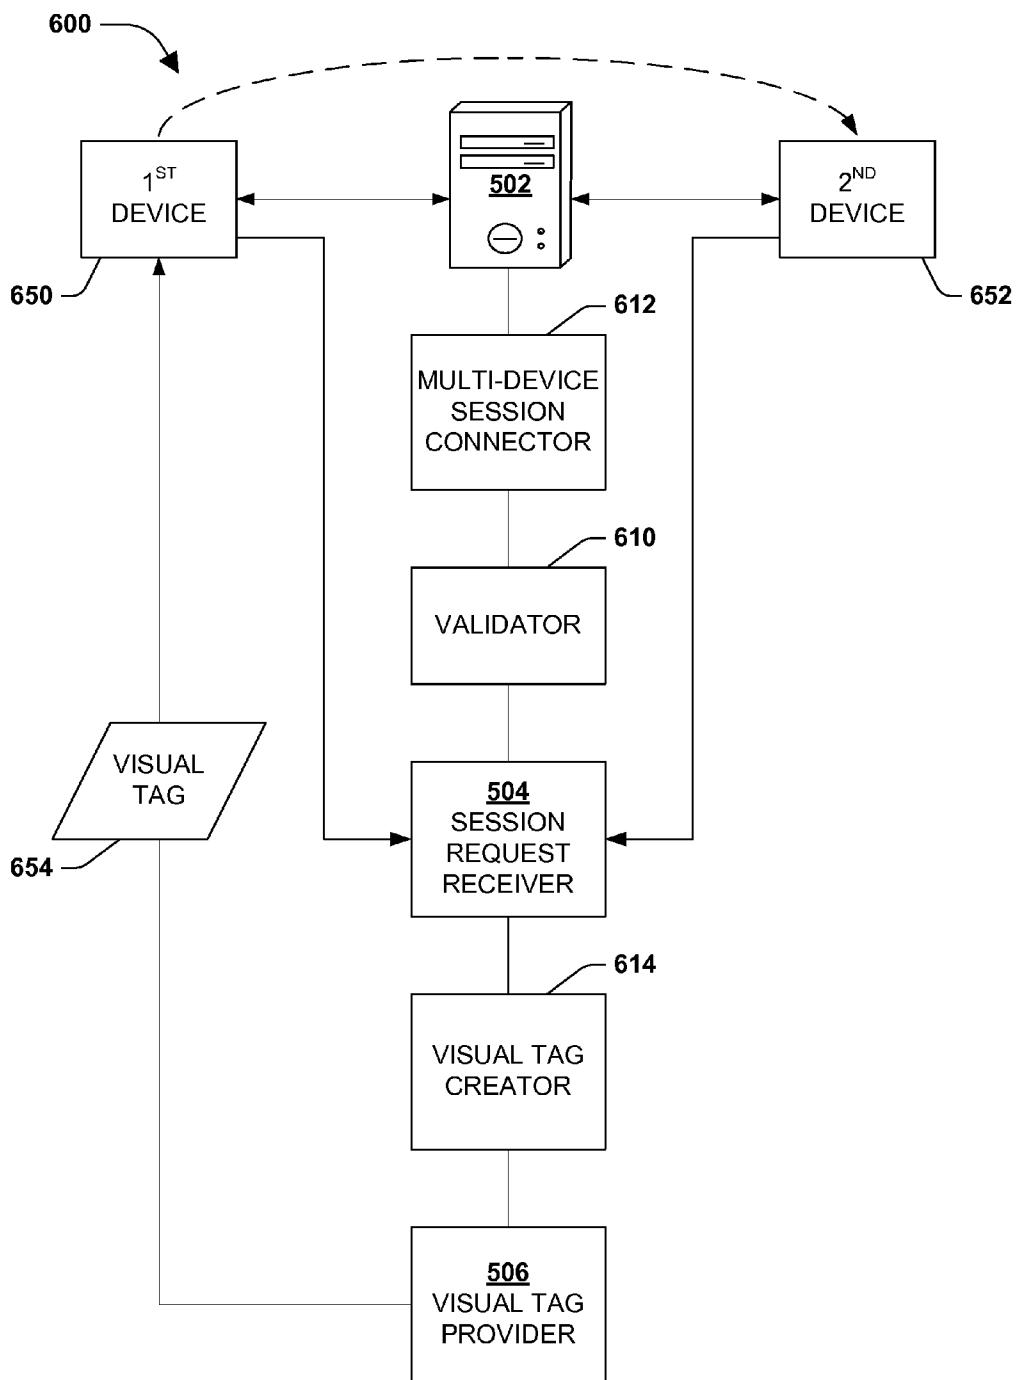 600
1ST
DEVICE
502
2ND
DEVICE
650
652
612
MULTI-DEVICE
SESSION
CONNECTOR
610
VALIDATOR
VISUAL
TAG
654
504
SESSION
REQUEST
RECEIVER
614
VISUAL TAG
CREATOR
506
VISUAL TAG
PROVIDER